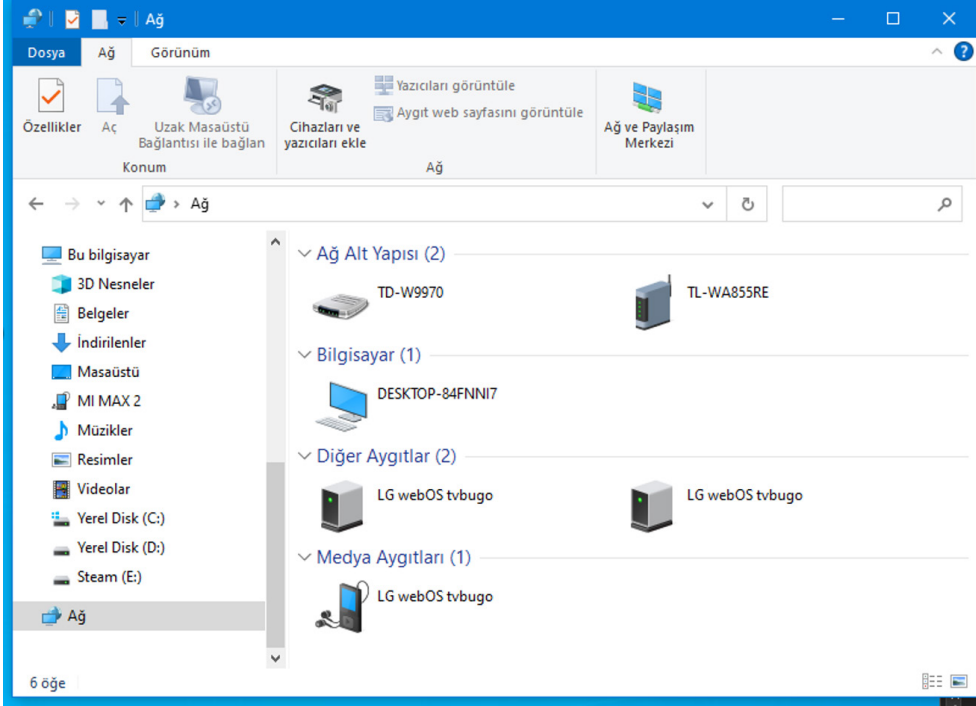 Ağ
Dosya
Ağ
Görünüm
Özellikler
Aç
Uzak Masaüstü
Bağlantısı ile bağlan
Konum
Cihazları ve
yazıcıları ekle
Yazıcıları görüntüle
Aygıt web sayfasını görüntüle
Ağ
Ağ ve Paylaşım
Merkezi
Ağ
Bu bilgisayar
3D Nesneler
Belgeler
İndirilenler
Masaüstü
MI MAX 2
Müzikler
Resimler
Videolar
Yerel Disk (C:)
Yerel Disk (D:)
Steam (E:)
Ağ
Ağ Alt Yapısı (2)
TD-W9970
TL-WA855RE
Bilgisayar (1)
DESKTOP-84FNNI7
Diğer Aygıtlar (2)
LG webOS tvbugo
LG webOS tvbugo
Medya Aygıtları (1)
LG webOS tvbugo
6 öğe